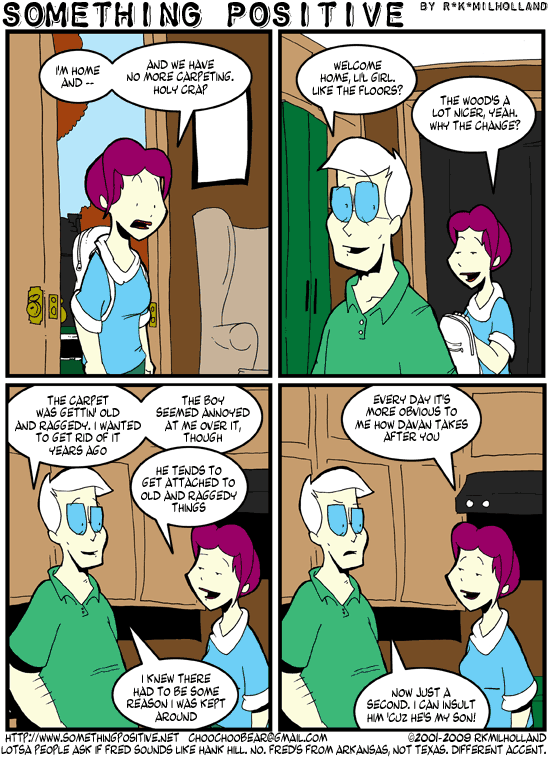 SOMETHING POSITIVE BY R*K*MILHOLLAND
I'M HOME
AND --
AND WE HAVE
NO MORE CARPETING.
HOLY CRAP
WELCOME
HOME, LI'L GIRL.
LIKE THE FLOORS?
THE WOOD'S A
LOT NICER, YEAH.
WHY THE CHANGE?
THE CARPET
WAS GETTIN' OLD
AND RAGGEDY. I WANTED
TO GET RID OF IT
YEARS AGO
THE BOY
SEEMED ANNOYED
AT ME OVER IT,
THOUGH
HE TENDS TO
GET ATTACHED TO
OLD AND RAGGEDY
THINGS
I KNEW THERE
HAD TO BE SOME
REASON I WAS KEPT
AROUND
EVERY DAY IT'S
MORE OBVIOUS TO
ME HOW DAVAN TAKES
AFTER YOU
NOW JUST A
SECOND. I CAN INSULT
HIM 'CUZ HE'S MY SON!
HTTP://WWW.SOMETHINGPOSITIVE.NET CHOOCHOOBEAR@GMAIL.COM ©2001-2009 RKMILHOLLAND
LOTSA PEOPLE ASK IF FRED SOUNDS LIKE HANK HILL. NO. FRED'S FROM ARKANSAS, NOT TEXAS. DIFFERENT ACCENT.